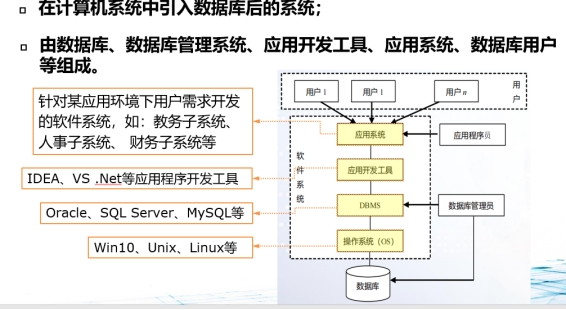 在计算机系统中引入数据库后的系统；
由数据库、数据库管理系统、应用开发工具、应用系统、数据库用户
等组成。
针对某应用环境下用户需求开发
的软件系统，如：教务子系统、
人事子系统、 财务子系统等
IDEA、VS .Net等应用程序开发工具
Oracle、SQL Server、MySQL等
Win10、Unix、Linux等
用户 1
用户 1
用户 n
用
户
应用系统
应用程序员
软
件
系
统
应用开发工具
DBMS
数据库管理员
操作系统（OS）
数据库